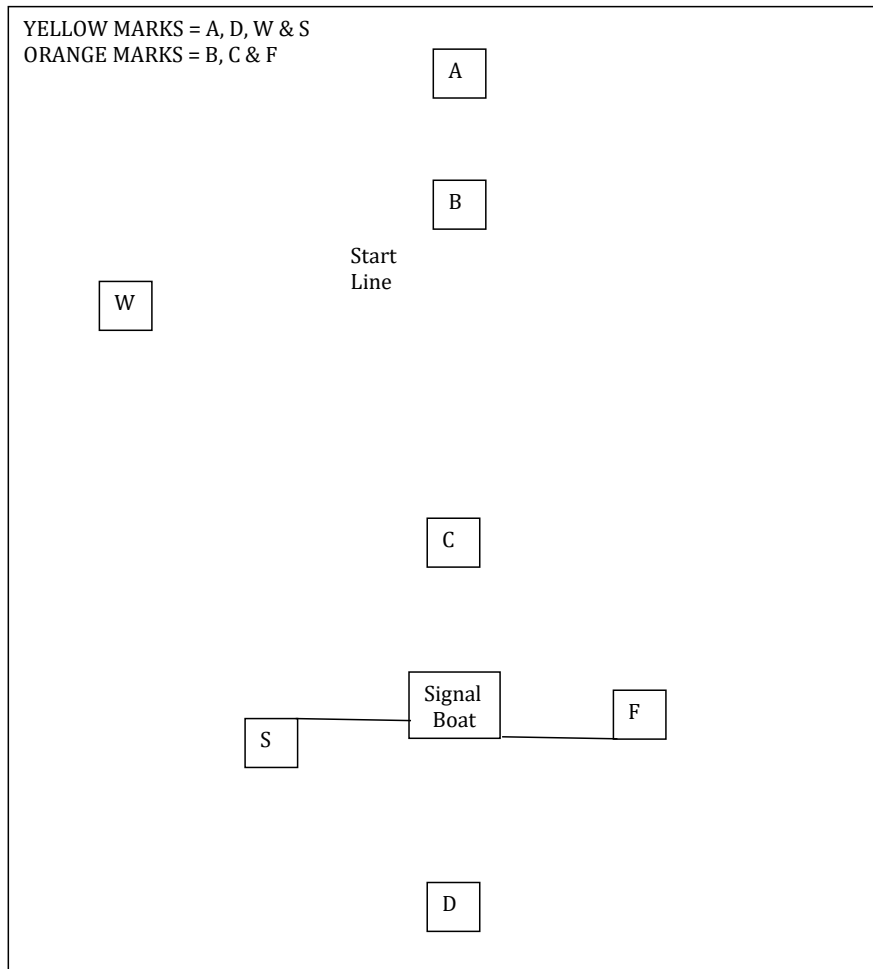 YELLOW MARKS = A, D, W & S
ORANGE MARKS = B, C & F
A
B
Start
Line
W
C
Signal
Boat
F
S
D